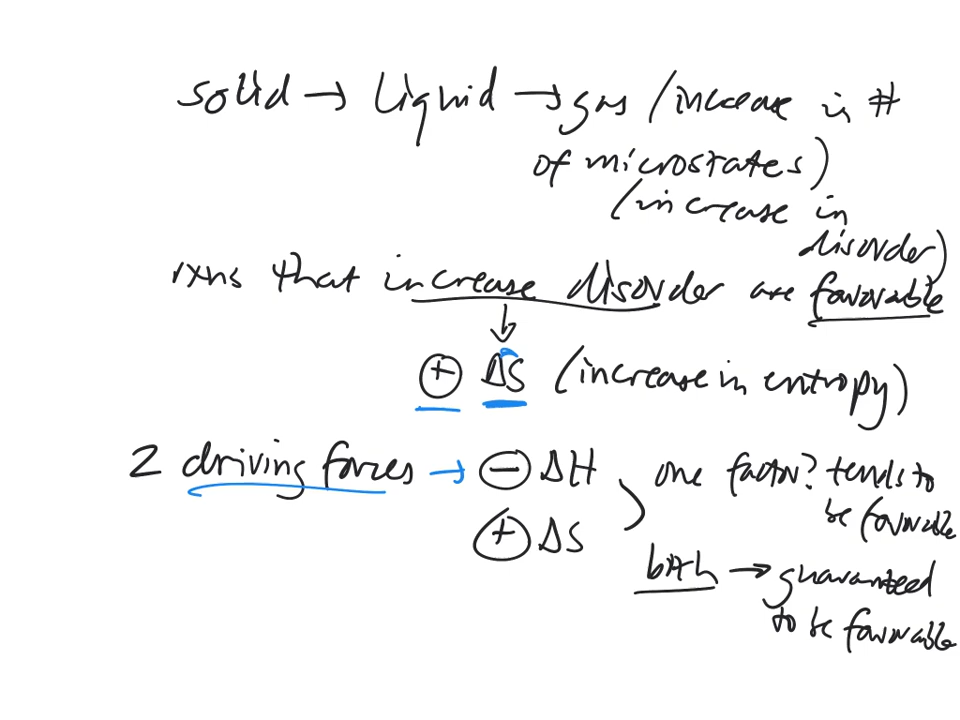 solid → liquid → gas (increase in #
of microstates)
(increase in
disorder)
rxns that increase disorder are favorable
↓
⊕ ΔS (increase in entropy)
2 driving forces → ⊖ ΔH
⊕ ΔS
one factor? tends to
be favorable
both → guaranteed
to be favorable